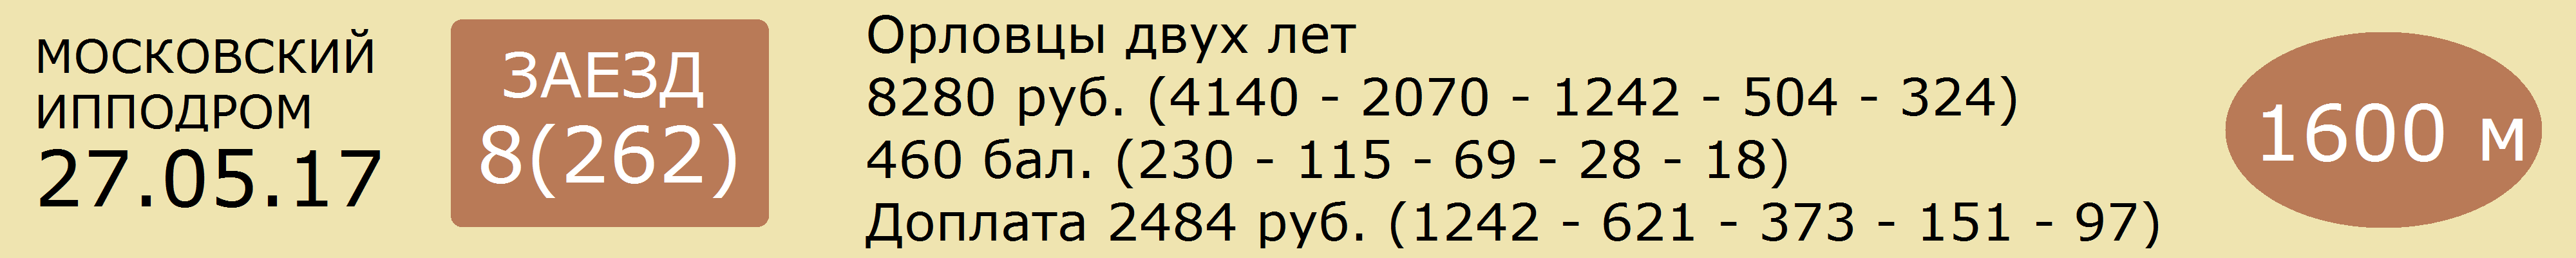 МОСКОВСКИЙ
ИППОДРОМ
27.05.17
ЗАЕЗД
8(262)
Орловцы двух лет
8280 руб. (4140 - 2070 - 1242 - 504 - 324)
460 бал. (230 - 115 - 69 - 28 - 18)
Доплата 2484 руб. (1242 - 621 - 373 - 151 - 97)
1600 м